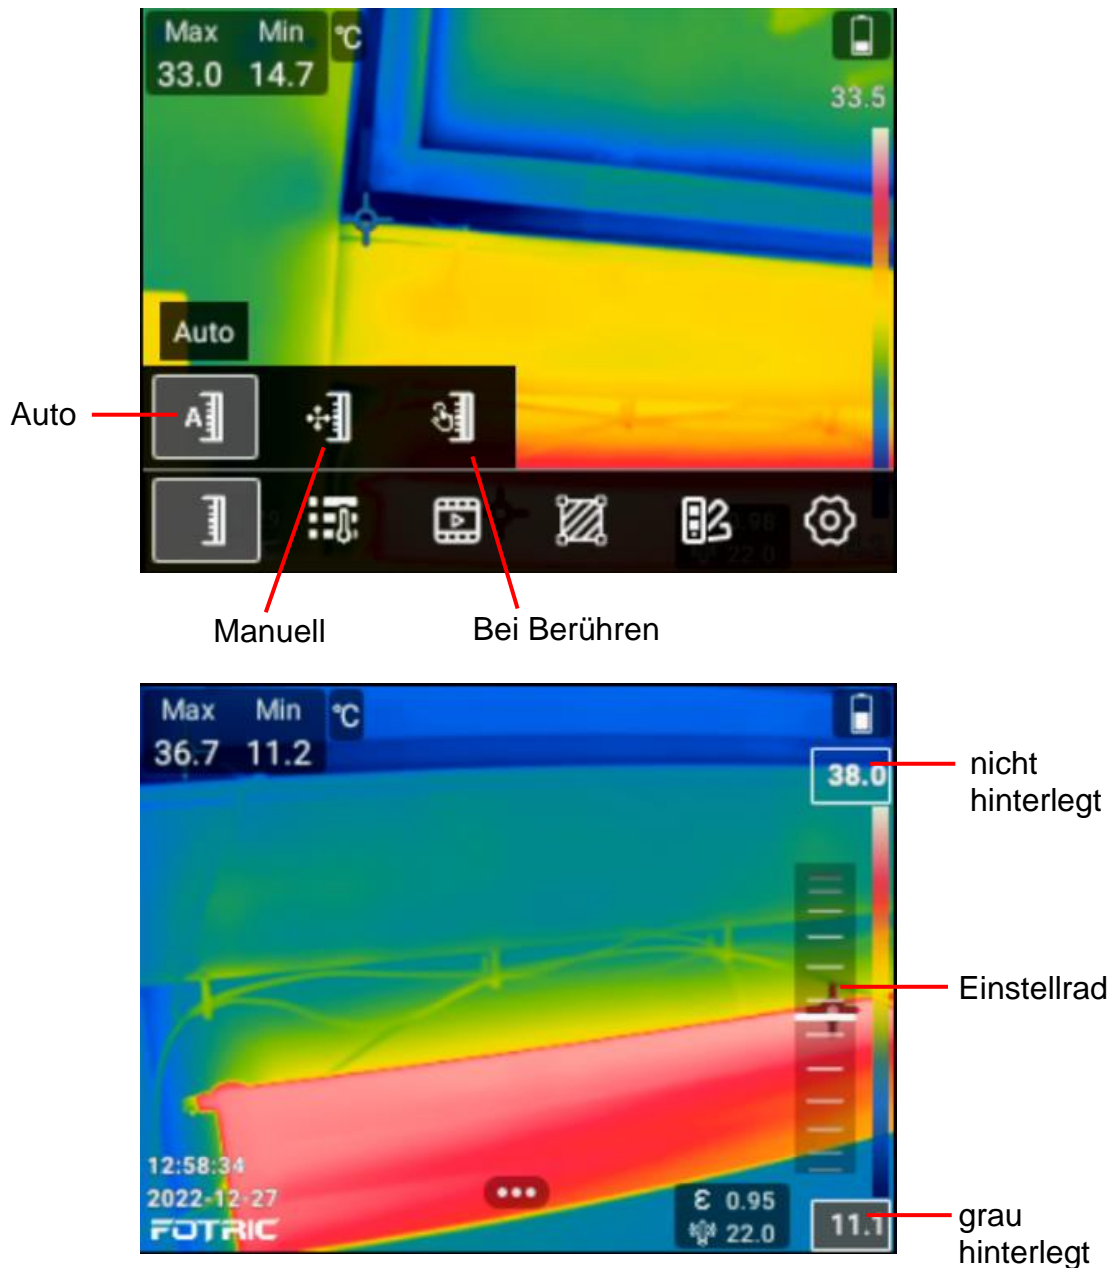 Max Min °C
33.0 14.7
33.5
Auto
Auto
A
22.0
Manuell
Bei Berühren
Max Min °C
36.7 11.2
38.0
nicht
hinterlegt
Einstellrad
12:58:34
2022-12-27
FOTRIC
ε 0.95
22.0
11.1
grau
hinterlegt